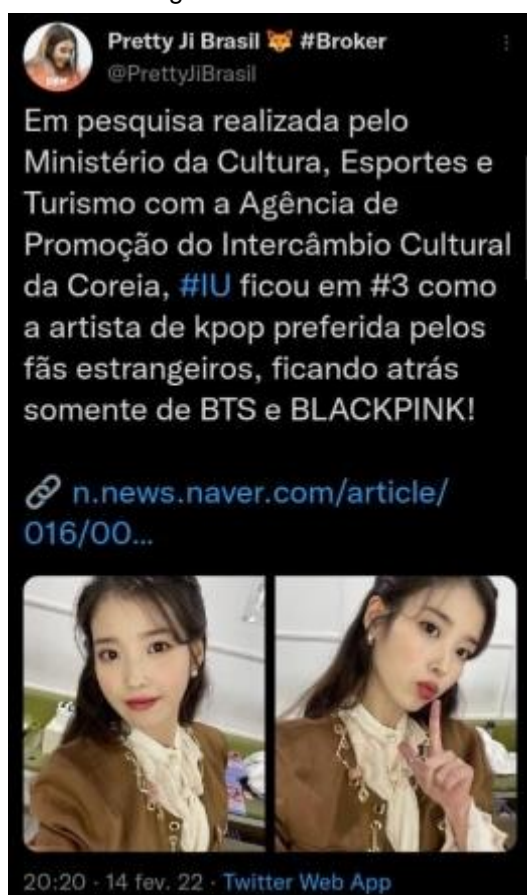 Pretty Ji Brasil 🦊 #Broker
@PrettyJiBrasil
Em pesquisa realizada pelo
Ministério da Cultura, Esportes e
Turismo com a Agência de
Promoção do Intercâmbio Cultural
da Coreia, #IU ficou em #3 como
a artista de kpop preferida pelos
fãs estrangeiros, ficando atrás
somente de BTS e BLACKPINK!
🔗 n.news.naver.com/article/
016/00...
20:20 · 14 fev. 22 · Twitter Web App